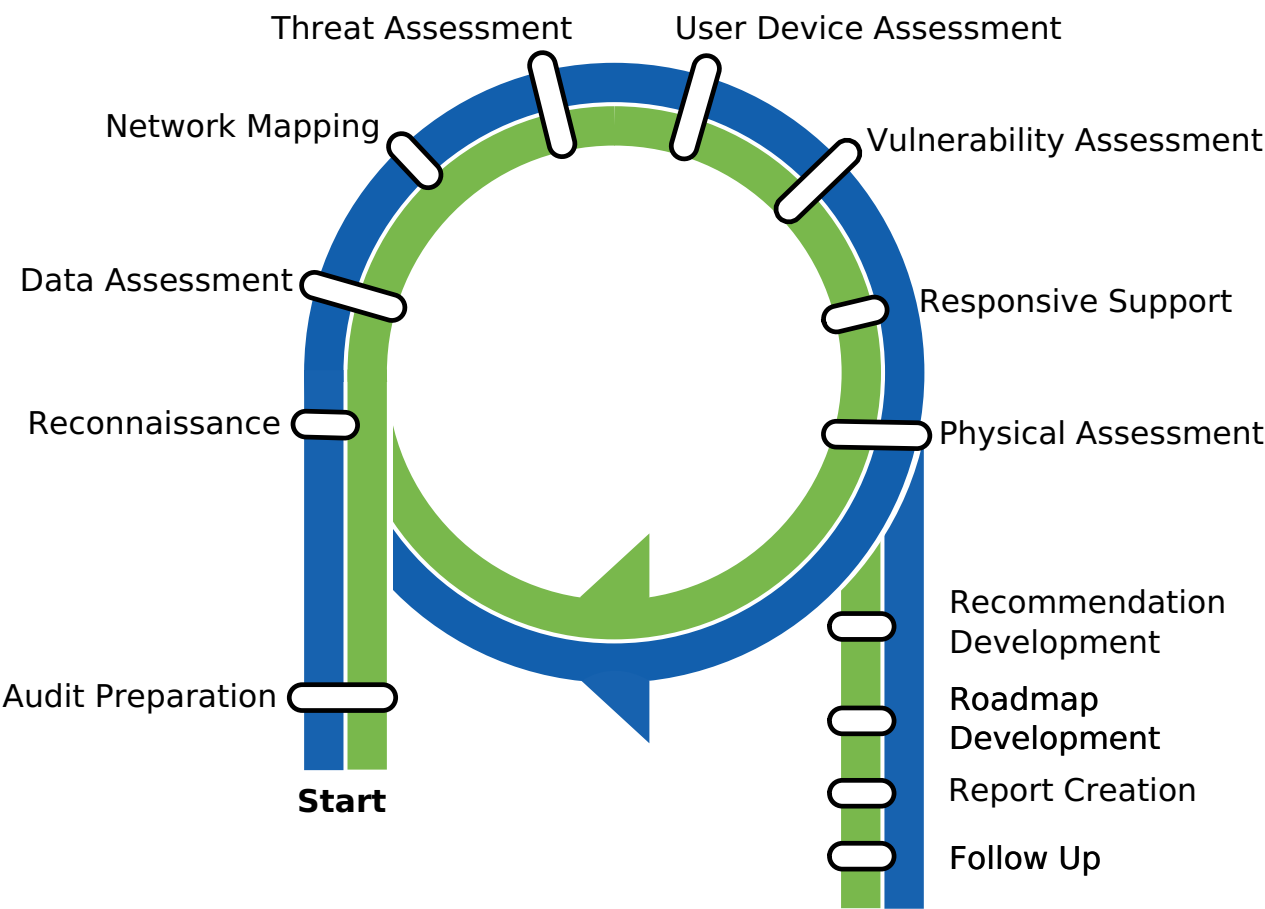 Threat Assessment
User Device Assessment
Network Mapping
Vulnerability Assessment
Data Assessment
Responsive Support
Reconnaissance
Physical Assessment
Recommendation
Development
Audit Preparation
Roadmap
Development
Start
Report Creation
Follow Up